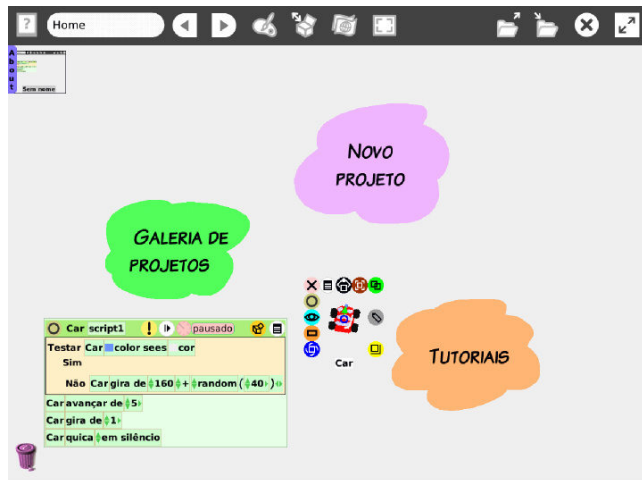 ? Home
About
Sem nome
NOVO
PROJETO
GALERIA DE
PROJETOS
Car script1 ! pausado
Testar Car color sees cor
Sim
Não Car gira de 160 + random ( 40 )
Car avançar de 5
Car gira de 1
Car quica em silêncio
Car
TUTORIAIS